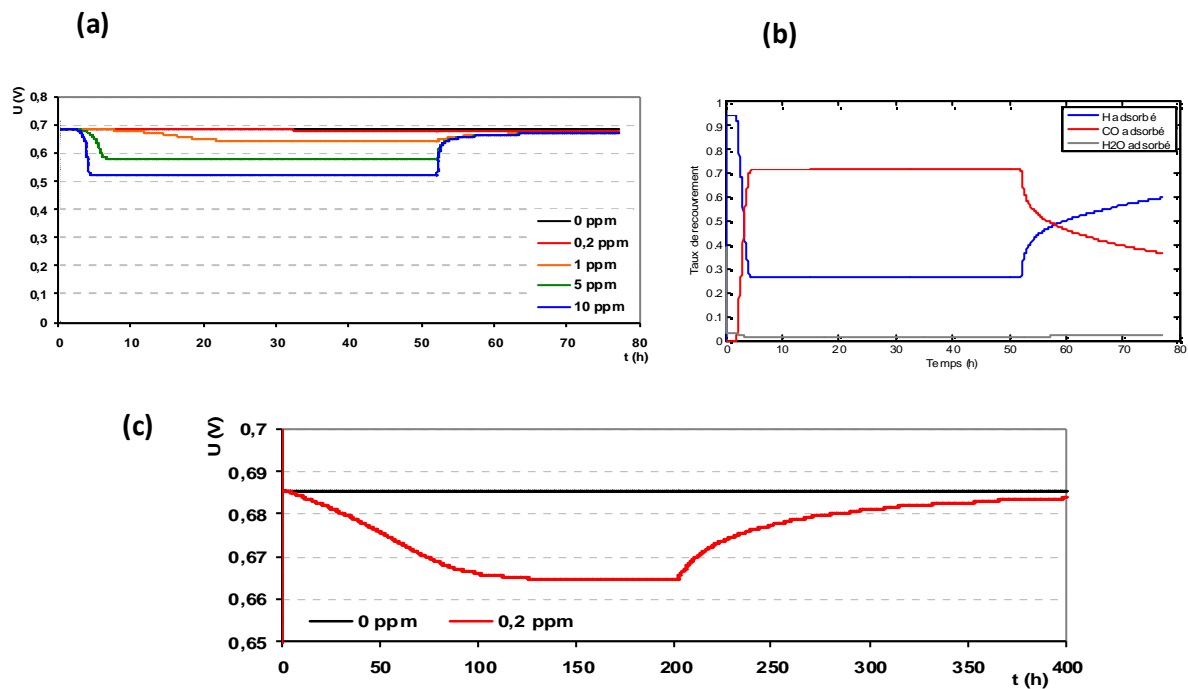 (a)
U (V)
0,8
0,7
0,6
0,5
0,4
0,3
0,2
0,1
0
0 ppm
0,2 ppm
1 ppm
5 ppm
10 ppm
0 10 20 30 40 50 60 70 80
t (h)
(b)
Taux de recouvrement
1
0.9
0.8
0.7
0.6
0.5
0.4
0.3
0.2
0.1
0
H adsorbé
CO adsorbé
H2O adsorbé
0 10 20 30 40 50 60 70 80
Temps (h)
(c)
U (V)
0,7
0,69
0,68
0,67
0,66
0,65
0 ppm 0,2 ppm
0 50 100 150 200 250 300 350 400
t (h)